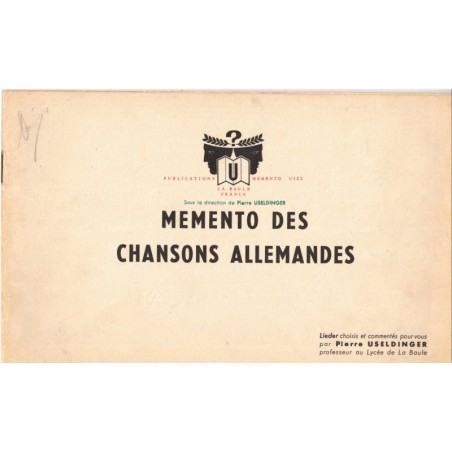 ?
U
PUBLICATIONS MEMENTO USEL
LA BAULE
FRANCE
Sous la direction de Pierre USELDINGER
MEMENTO DES
CHANSONS ALLEMANDES
Lieder choisis et commentés pour vous
par Pierre USELDINGER
professeur au Lycée de La Baule